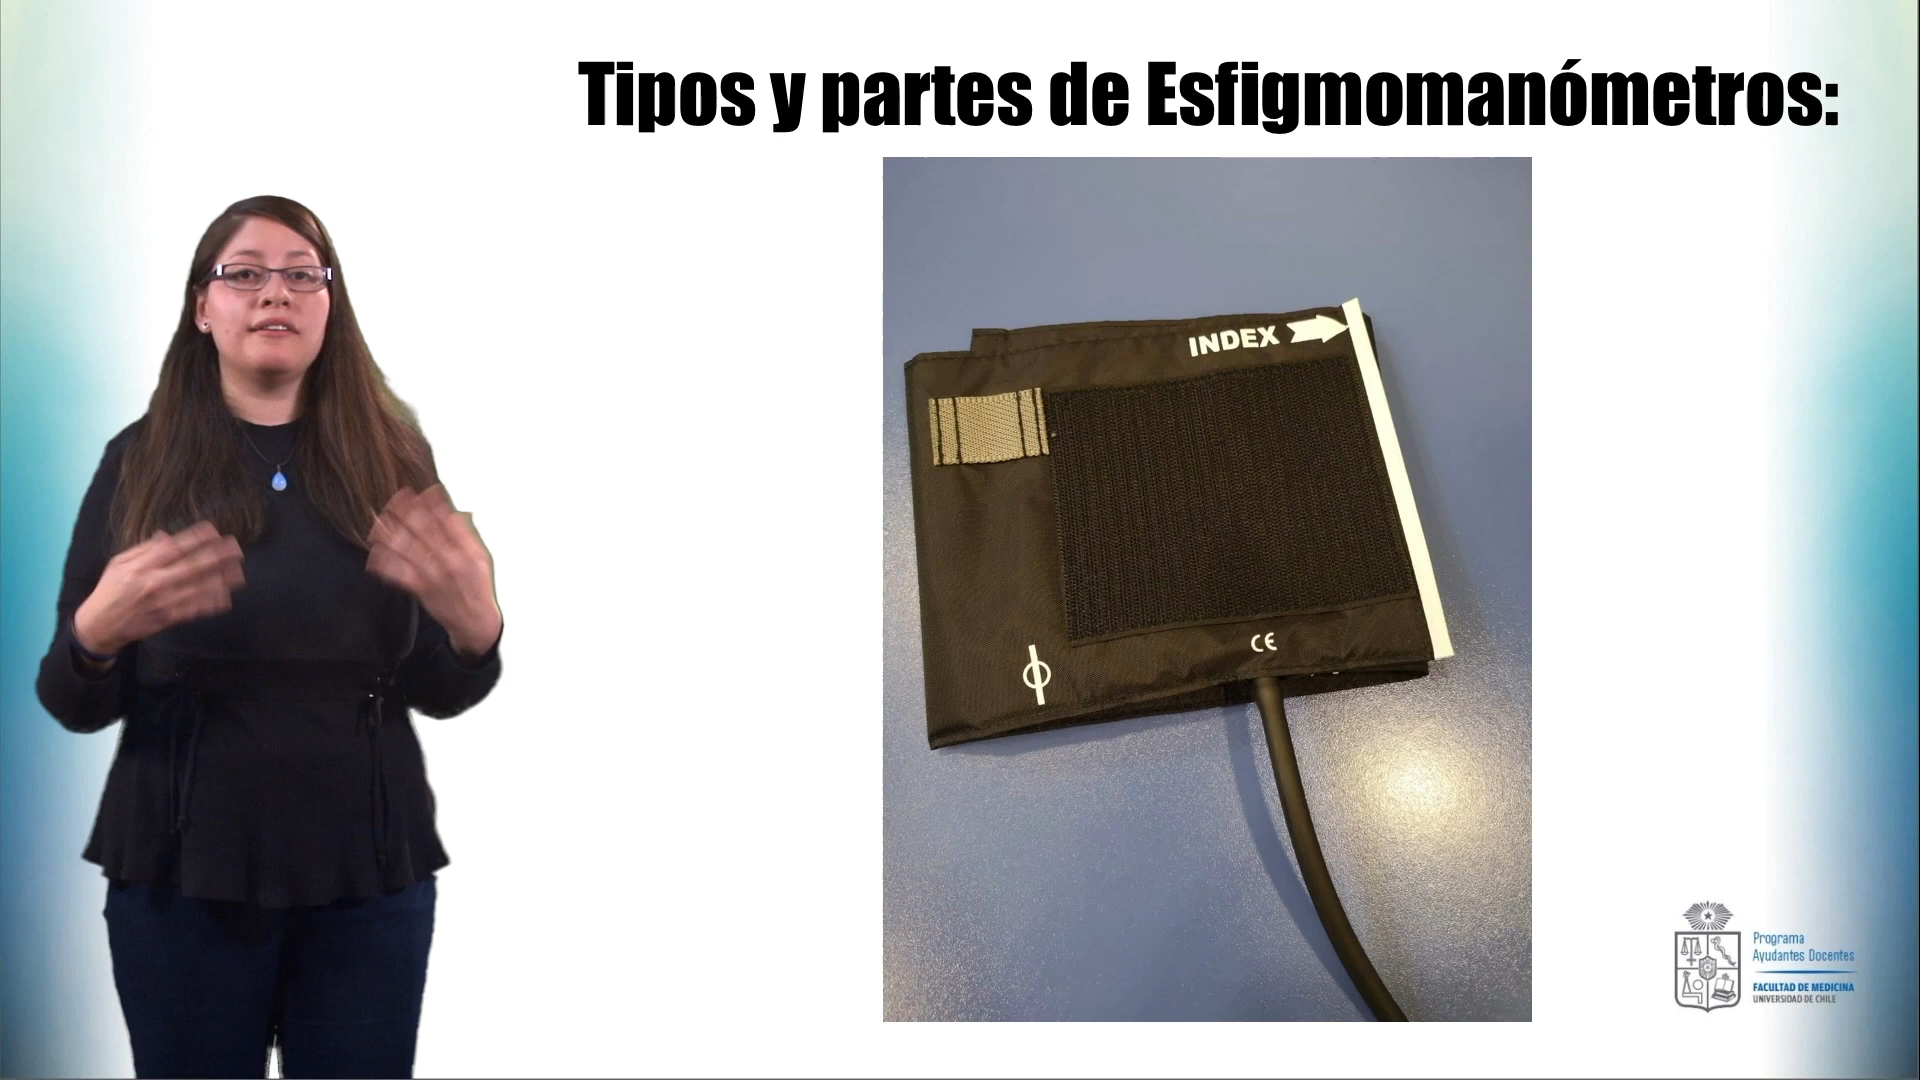 Tipos y partes de Esfigmomanómetros:
INDEX
CE
Programa
Ayudantes Docentes
FACULTAD DE MEDICINA
UNIVERSIDAD DE CHILE